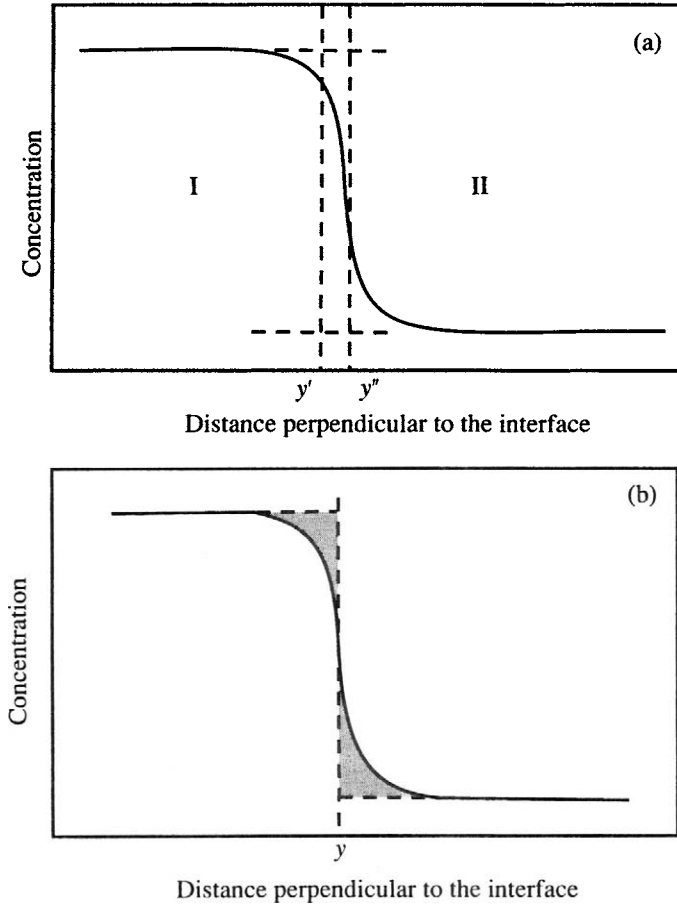 (a)
Concentration
I
II
y′ y″
Distance perpendicular to the interface
(b)
Concentration
y
Distance perpendicular to the interface